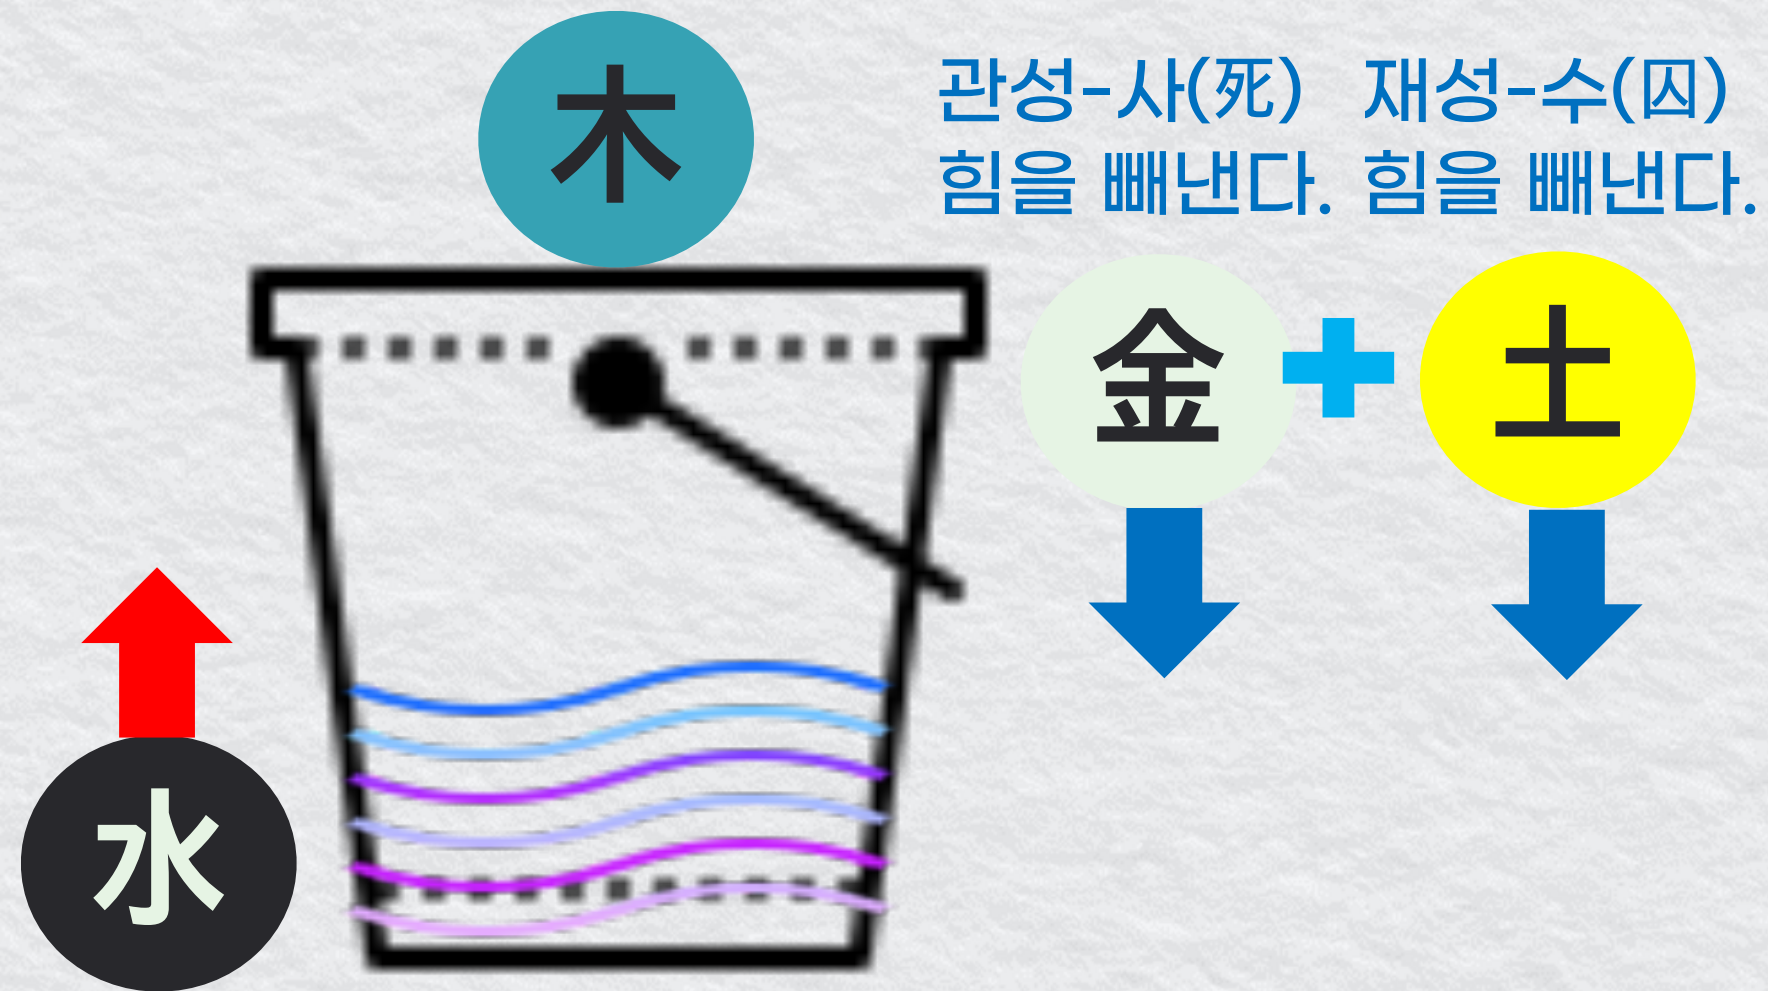 木
관성-사(死) 재성-수(囚)
힘을 빼낸다. 힘을 빼낸다.
金 土
水